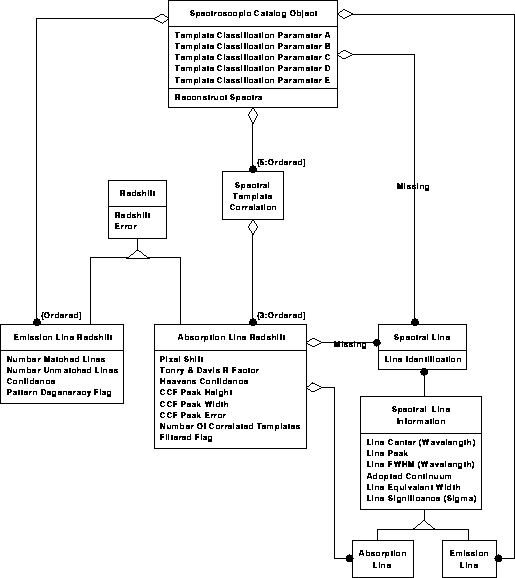 Spectroscopic Catalog Object
Template Classification Parameter A
Template Classification Parameter B
Template Classification Parameter C
Template Classification Parameter D
Template Classification Parameter E
Reconstruct Spectra
{5:Ordered}
Missing
Spectral
Template
Correlation
Redshift
Redshift
Error
{Ordered}
{3:Ordered}
Emission Line Redshift
Number Matched Lines
Number Unmatched Lines
Confidence
Pattern Degeneracy Flag
Absorption Line Redshift
Pixel Shift
Tonry & Davis R Factor
Heavens Confidence
CCF Peak Height
CCF Peak Width
CCF Peak Error
Number Of Correlated Templates
Filtered Flag
Missing
Spectral Line
Line Identification
Spectral Line
Information
Line Center (Wavelength)
Line Peak
Line FWHM (Wavelength)
Adopted Continuum
Line Equivalent Width
Line Significance (Sigma)
Absorption
Line
Emission
Line